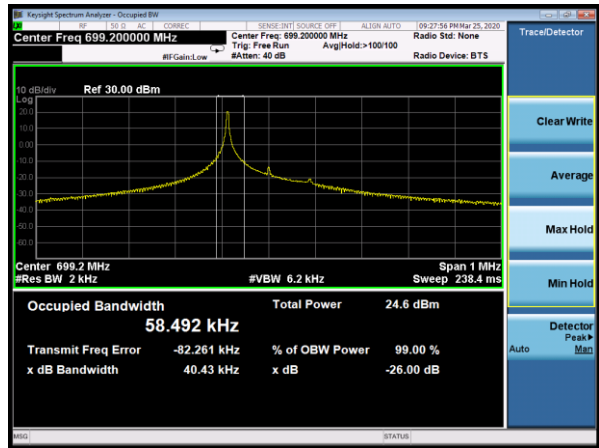 Keysight Spectrum Analyzer - Occupied BW
RF 50 Ω AC CORREC SENSE:INT SOURCE OFF ALIGN AUTO 09:27:56 PM Mar 25, 2020
Center Freq 699.200000 MHz
Center Freq: 699.200000 MHz
Radio Std: None
Trig: Free Run Avg|Hold:>100/100
#IFGain:Low #Atten: 40 dB Radio Device: BTS
Trace/Detector
10 dB/div Ref 30.00 dBm
Log
20.0
10.0
0.00
-10.0
-20.0
-30.0
-40.0
-50.0
-60.0
Center 699.2 MHz Span 1 MHz
#Res BW 2 kHz #VBW 6.2 kHz Sweep 238.4 ms
Occupied Bandwidth Total Power 24.6 dBm
58.492 kHz
Transmit Freq Error -82.261 kHz % of OBW Power 99.00 %
x dB Bandwidth 40.43 kHz x dB -26.00 dB
Clear Write
Average
Max Hold
Min Hold
Detector
Peak▶
Auto Man
MSG STATUS